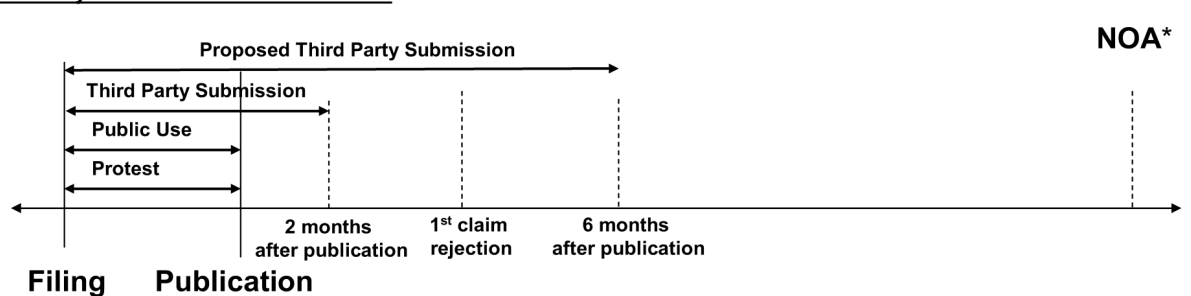 Proposed Third Party Submission
NOA*
Third Party Submission
Public Use
Protest
2 months
after publication
1st claim
rejection
6 months
after publication
Filing
Publication